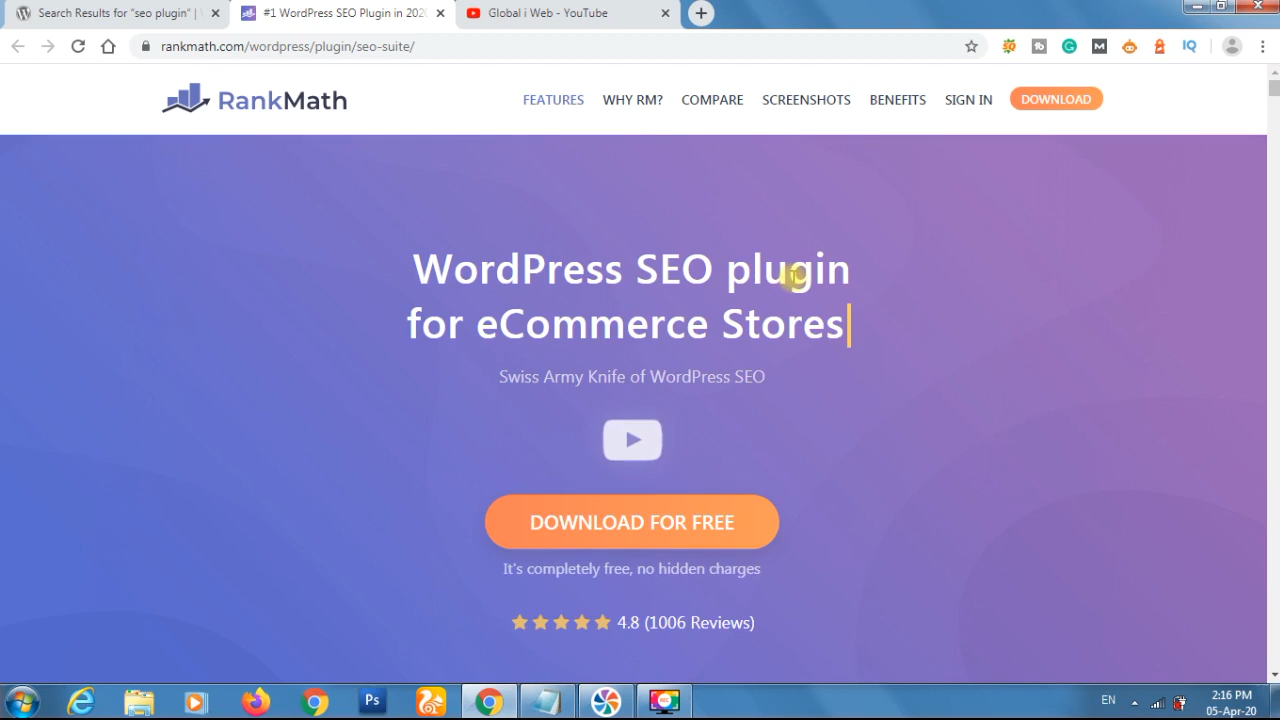 Search Results for "seo plugin" |
#1 WordPress SEO Plugin in 2020
Global i Web - YouTube
rankmath.com/wordpress/plugin/seo-suite/
RankMath
FEATURES
WHY RM?
COMPARE
SCREENSHOTS
BENEFITS
SIGN IN
DOWNLOAD
WordPress SEO plugin
for eCommerce Stores
Swiss Army Knife of WordPress SEO
DOWNLOAD FOR FREE
It's completely free, no hidden charges
4.8 (1006 Reviews)
Ps
EN
2:16 PM
05-Apr-20